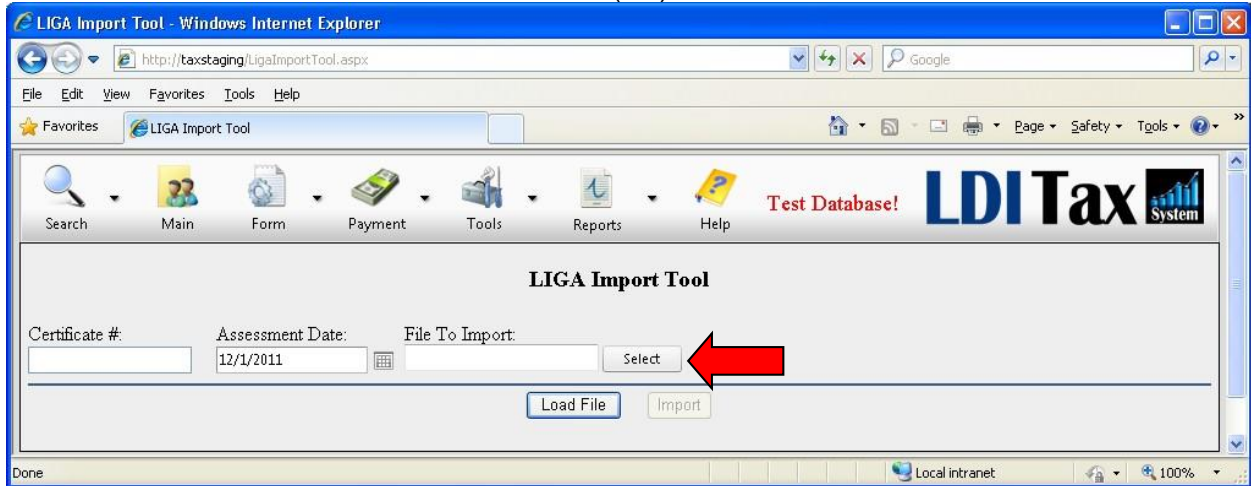 LIGA Import Tool - Windows Internet Explorer
http://taxstaging/LigaImportTool.aspx
Google
File Edit View Favorites Tools Help
Favorites LIGA Import Tool Page Safety Tools »
Search Main Form Payment Tools Reports Help Test Database! LDI Tax System
LIGA Import Tool
Certificate #: Assessment Date: File To Import:
12/1/2011 Select
Load File Import
Done Local intranet 100%